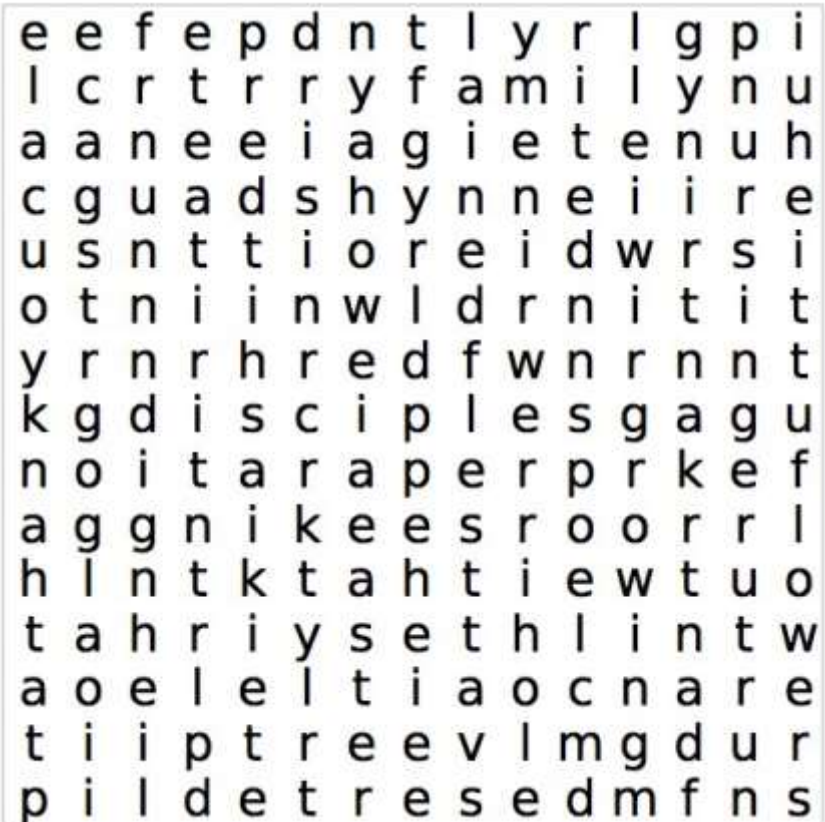 e e f e p d n t l y r l g p i
l c r t r r y f a m i l y n u
a a n e e i a g i e t e n u h
c g u a d s h y n n e i i r e
u s n t t i o r e i d w r s i
o t n i i n w l d r n i t i t
y r n r h r e d f w n r n n t
k g d i s c i p l e s g a g u
n o i t a r a p e r p r k e f
a g g n i k e e s r o o r r l
h l n t k t a h t i e w t u o
t a h r i y s e t h l i n t w
a o e l e l t i a o c n a r e
t i i p t r e e v l m g d u r
p i l d e t r e s e d m f n s